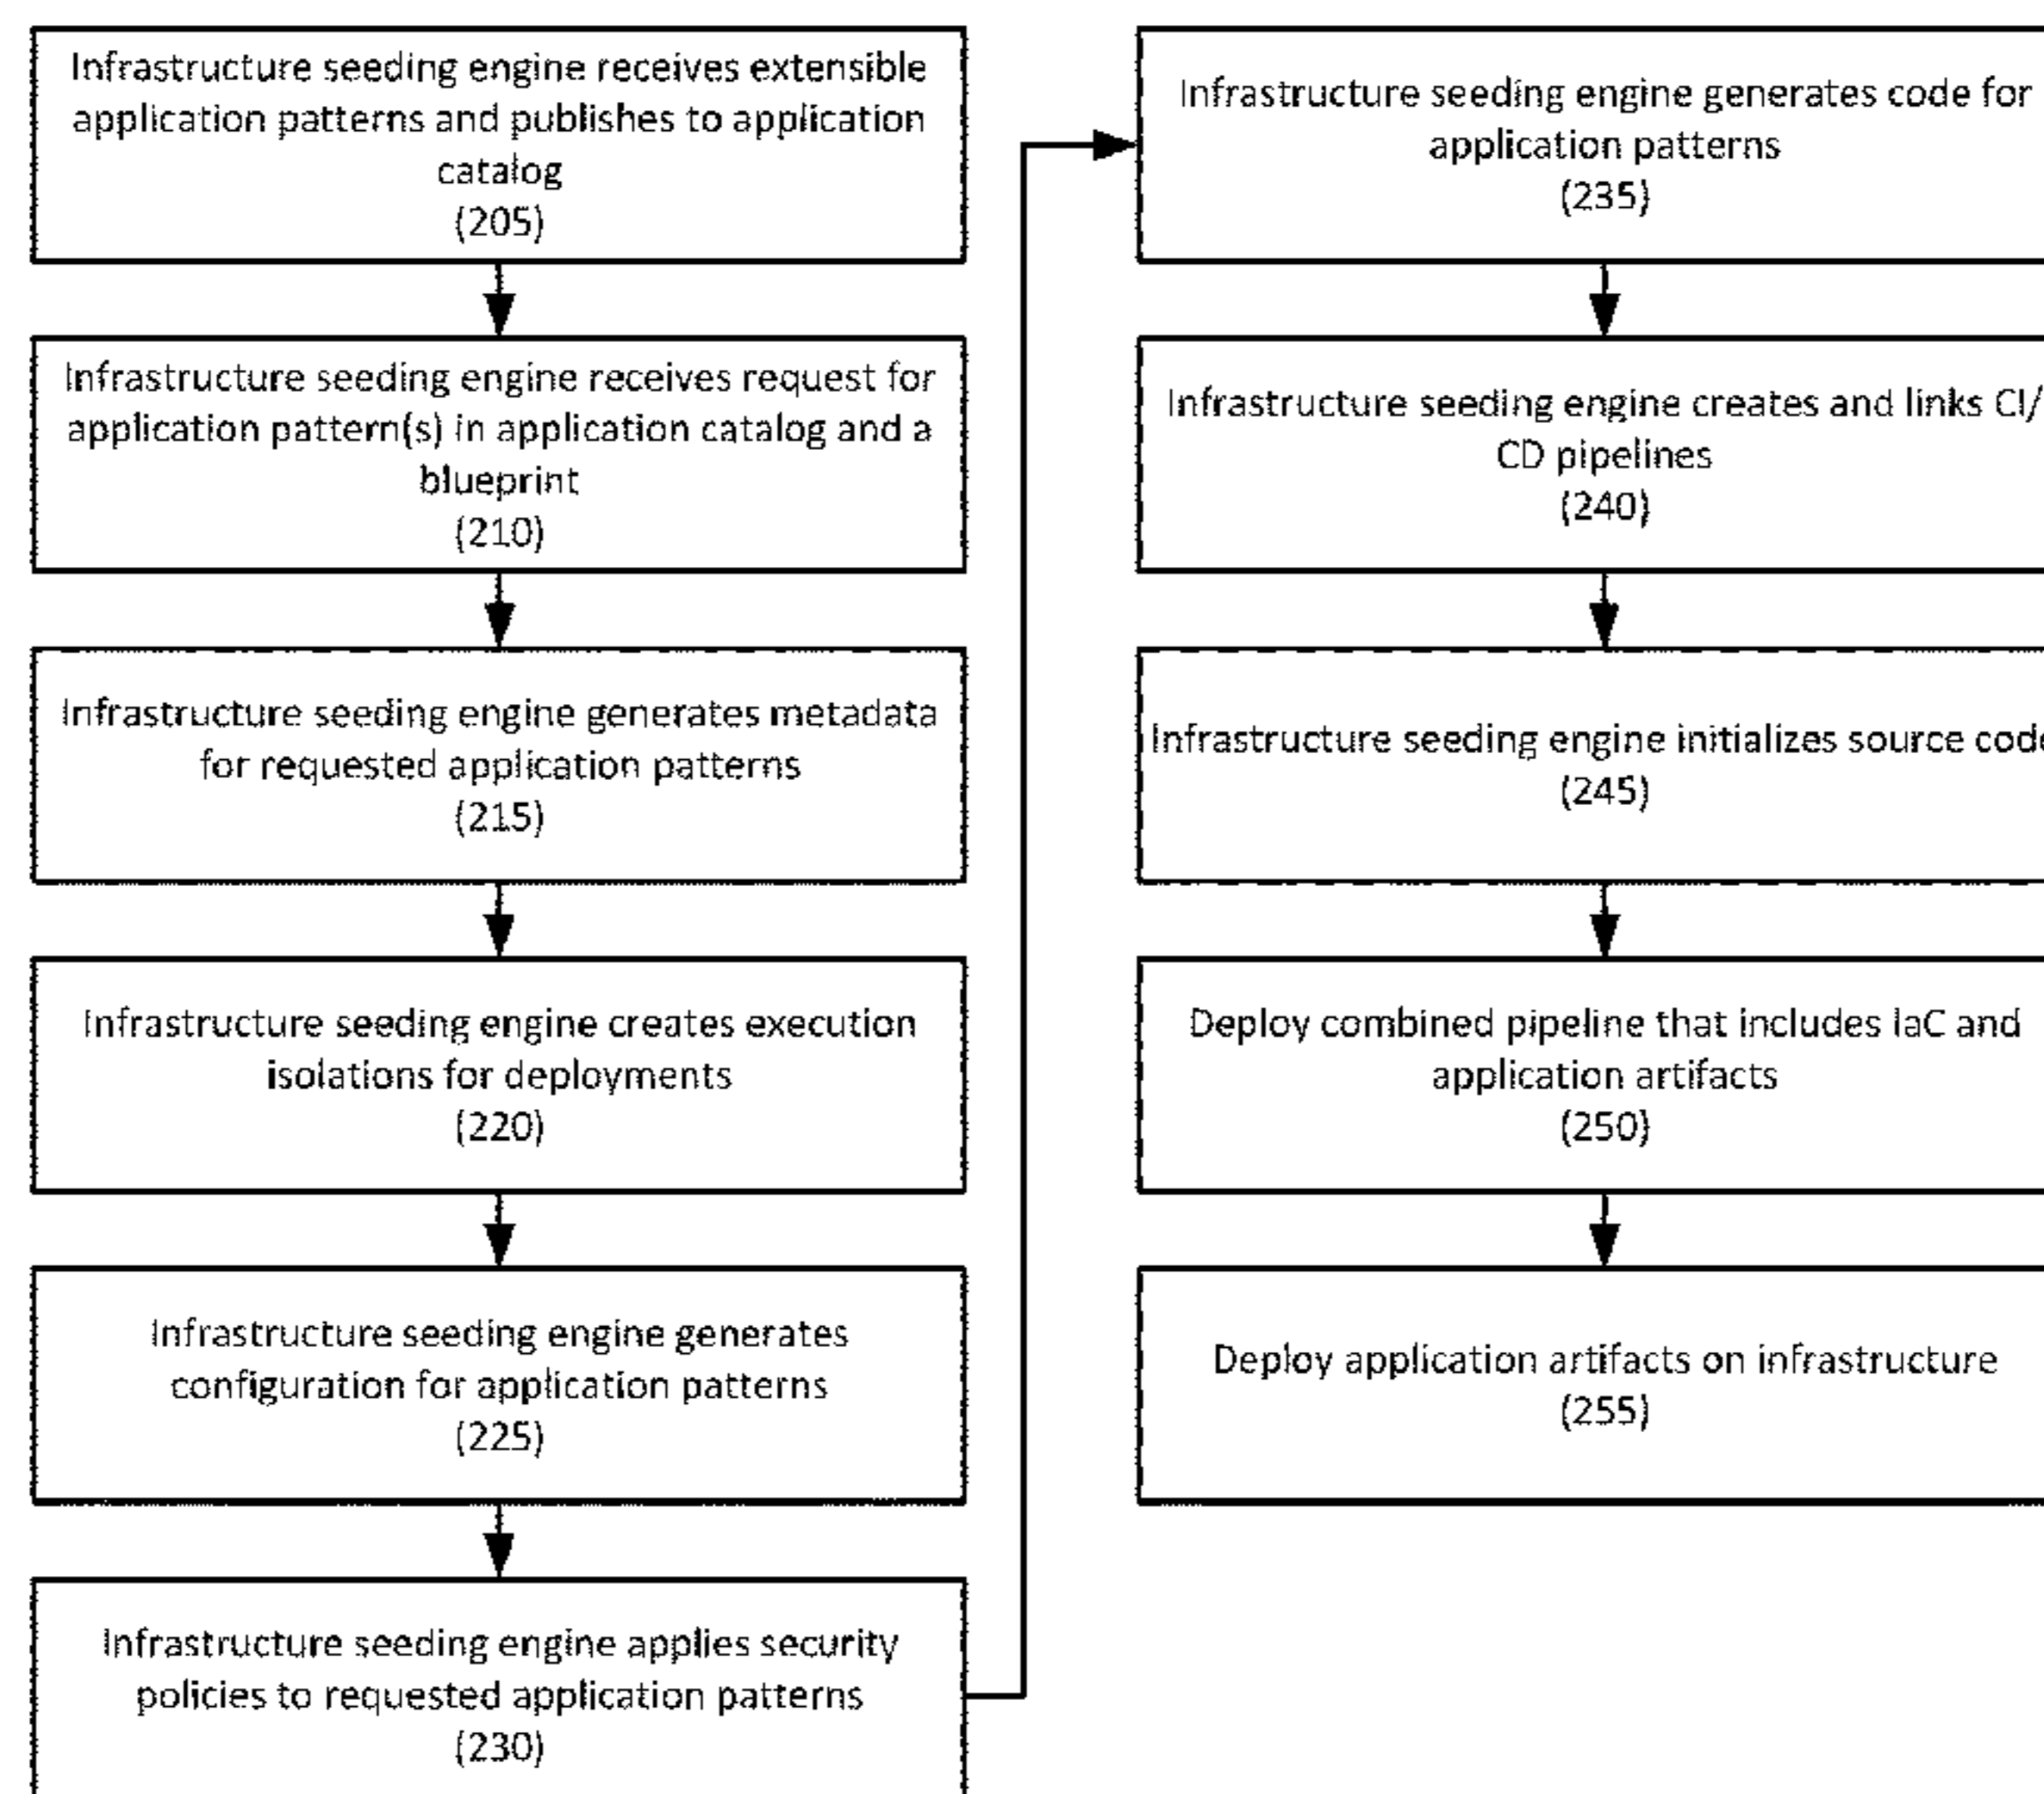 Infrastructure seeding engine receives extensible
application patterns and publishes to application
catalog
(205)
Infrastructure seeding engine receives request for
application pattern(s) in application catalog and a
blueprint
(210)
Infrastructure seeding engine generates metadata
for requested application patterns
(215)
Infrastructure seeding engine creates execution
isolations for deployments
(220)
Infrastructure seeding engine generates
configuration for application patterns
(225)
Infrastructure seeding engine applies security
policies to requested application patterns
(230)
Infrastructure seeding engine generates code for
application patterns
(235)
Infrastructure seeding engine creates and links CI/
CD pipelines
(240)
Infrastructure seeding engine initializes source code
(245)
Deploy combined pipeline that includes IaC and
application artifacts
(250)
Deploy application artifacts on infrastructure
(255)